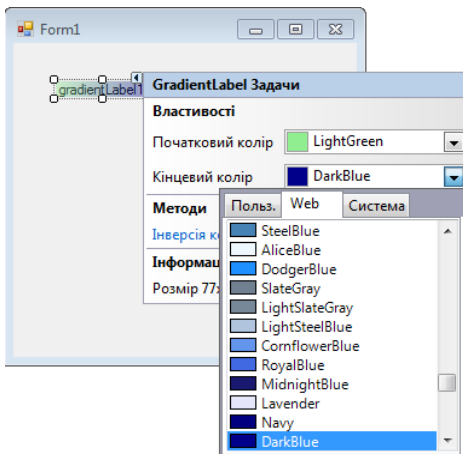 Form1
gradientLabel1
GradientLabel Задачи
Властивості
Початковий колір LightGreen
Кінцевий колір DarkBlue
Методи
Інверсія
Розмір
Польз. Web Система
SteelBlue
AliceBlue
DodgerBlue
SlateGray
LightSlateGray
LightSteelBlue
CornflowerBlue
RoyalBlue
MidnightBlue
Lavender
Navy
DarkBlue